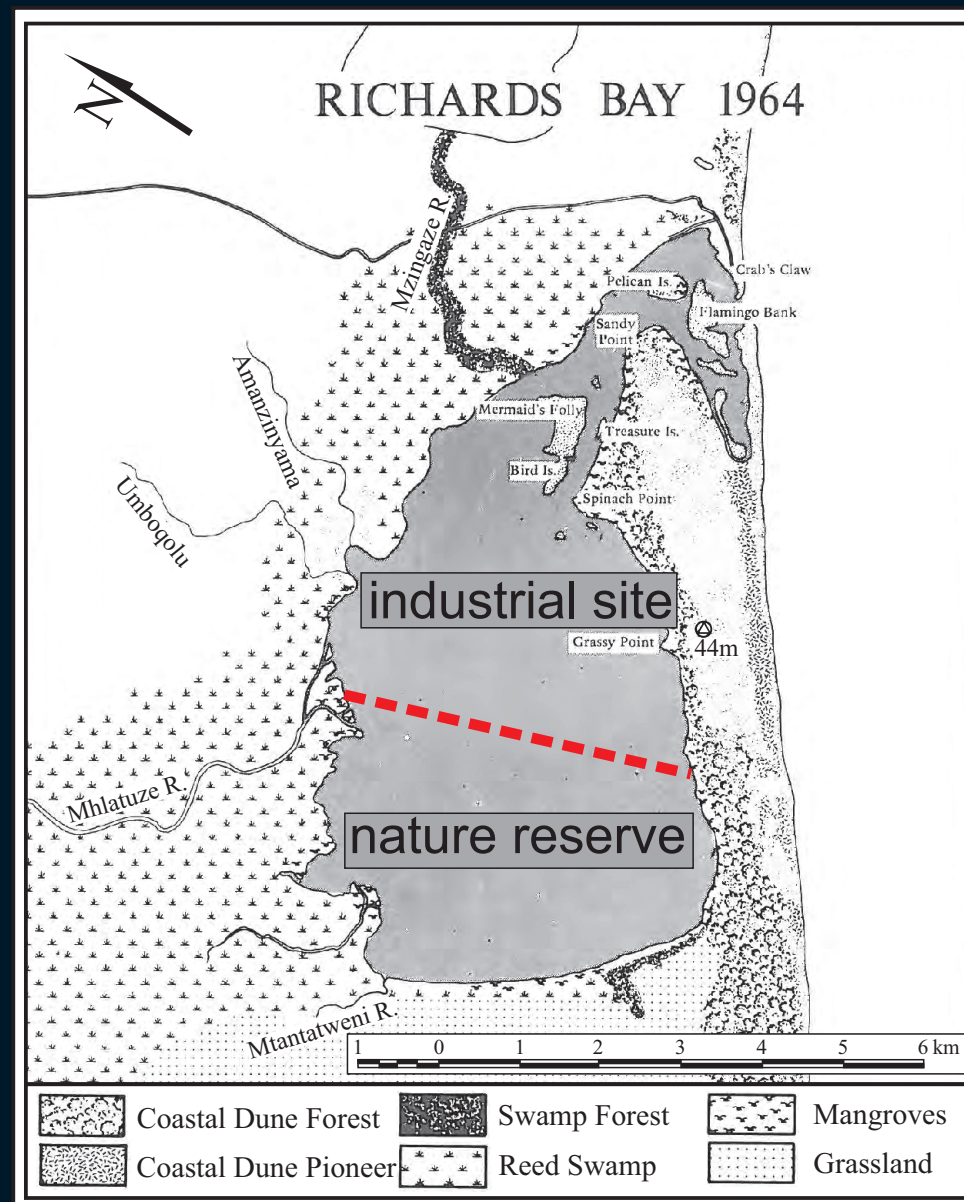 N
RICHARDS BAY 1964
Mzingaze R.
Crab's Claw
Pelican Is.
Flamingo Bank
Sandy
Point
Amanzinyama
Mermaid's Folly
Treasure Is.
Bird Is.
Umboqolu
Spinach Point
industrial site
Grassy Point
44m
Mhlatuze R.
nature reserve
Mtantatweni R.
1 0 1 2 3 4 5 6 km
Coastal Dune Forest
Swamp Forest
Mangroves
Coastal Dune Pioneer
Reed Swamp
Grassland